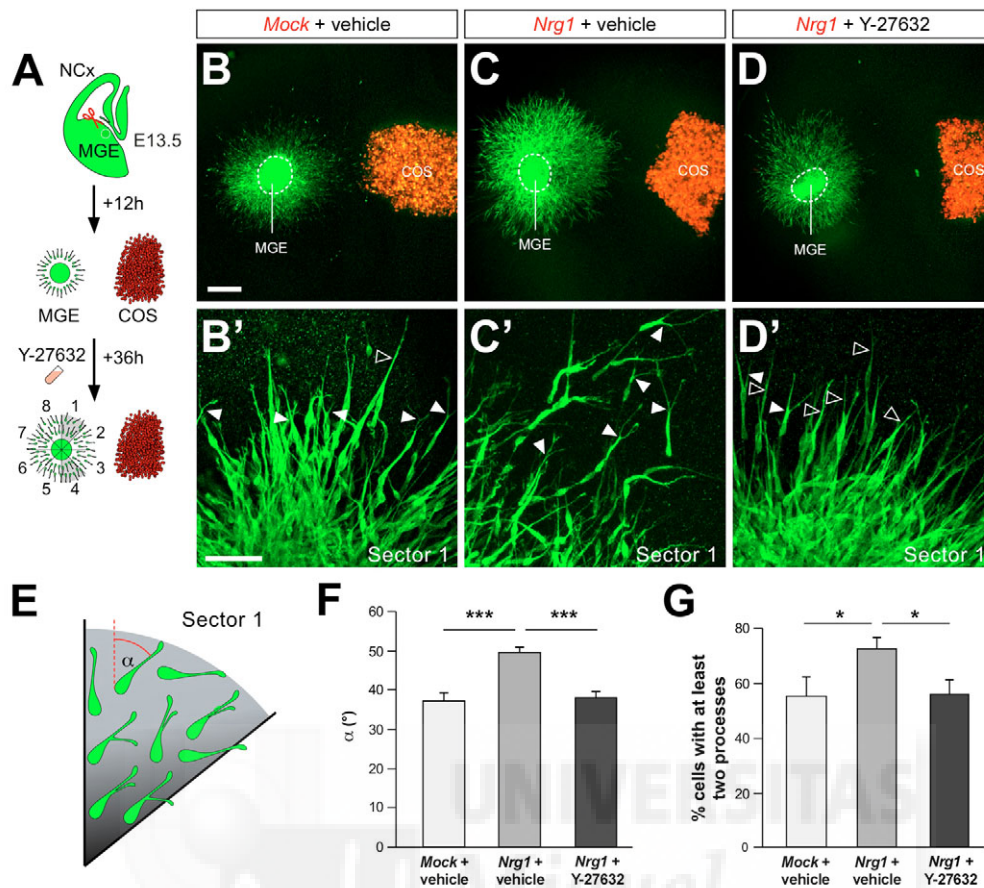 Mock + vehicle
Nrg1 + vehicle
Nrg1 + Y-27632
A
NCx
MGE
E13.5
+12h
MGE
COS
Y-27632
+36h
8
1
7
2
6
3
5
4
B
COS
MGE
C
COS
MGE
D
COS
MGE
B'
Sector 1
C'
Sector 1
D'
Sector 1
E
Sector 1
α
F
***
***
60
50
40
30
20
10
0
α (°)
Mock +
vehicle
Nrg1 +
vehicle
Nrg1 +
Y-27632
G
*
*
80
60
40
20
0
% cells with at least
two processes
Mock +
vehicle
Nrg1 +
vehicle
Nrg1 +
Y-27632
UNIVERSITAS